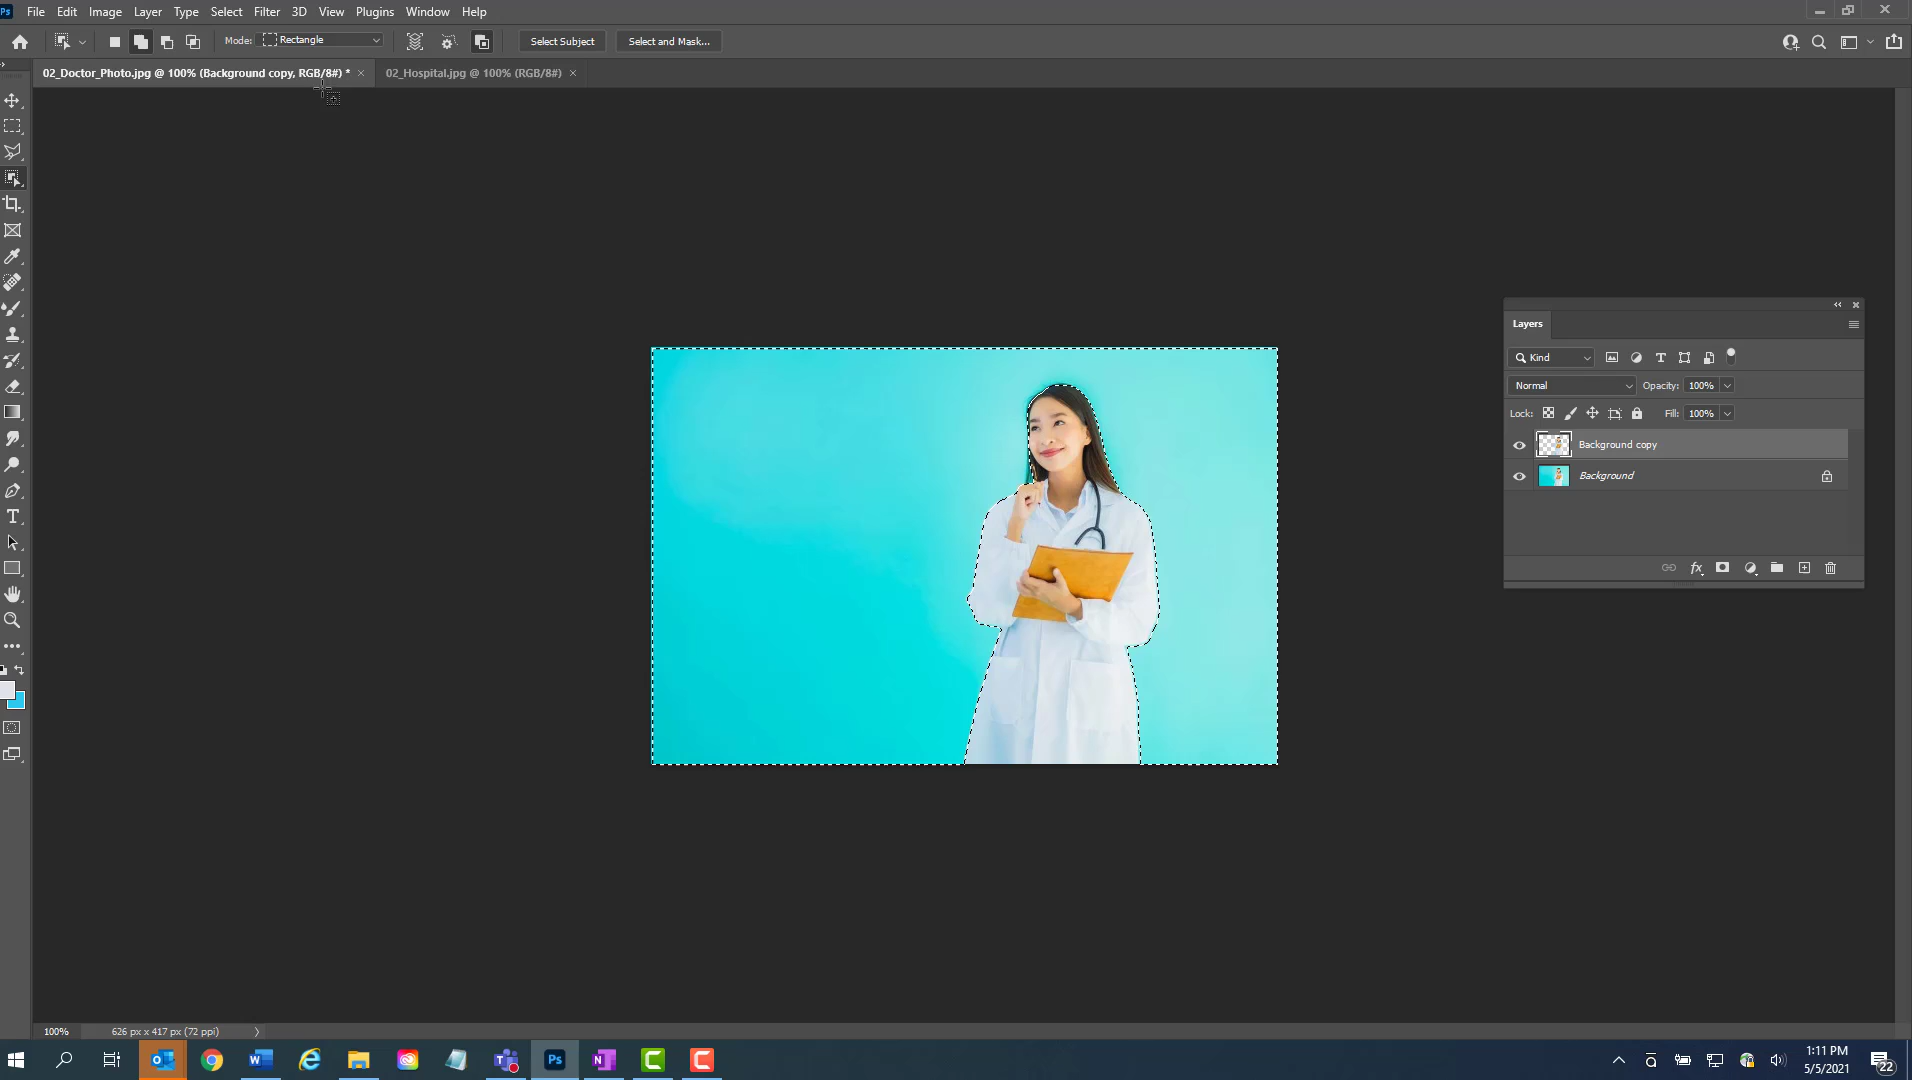 Ps File Edit Image Layer Type Select Filter 3D View Plugins Window Help
Mode: Rectangle Select Subject Select and Mask...
02_Doctor_Photo.jpg @ 100% (Background copy, RGB/8#) * × 02_Hospital.jpg @ 100% (RGB/8#) ×
Layers
Kind
Normal Opacity: 100%
Lock: Fill: 100%
Background copy
Background
T
100% 626 px x 417 px (72 ppi)
Ps
1:11 PM
5/5/2021
22